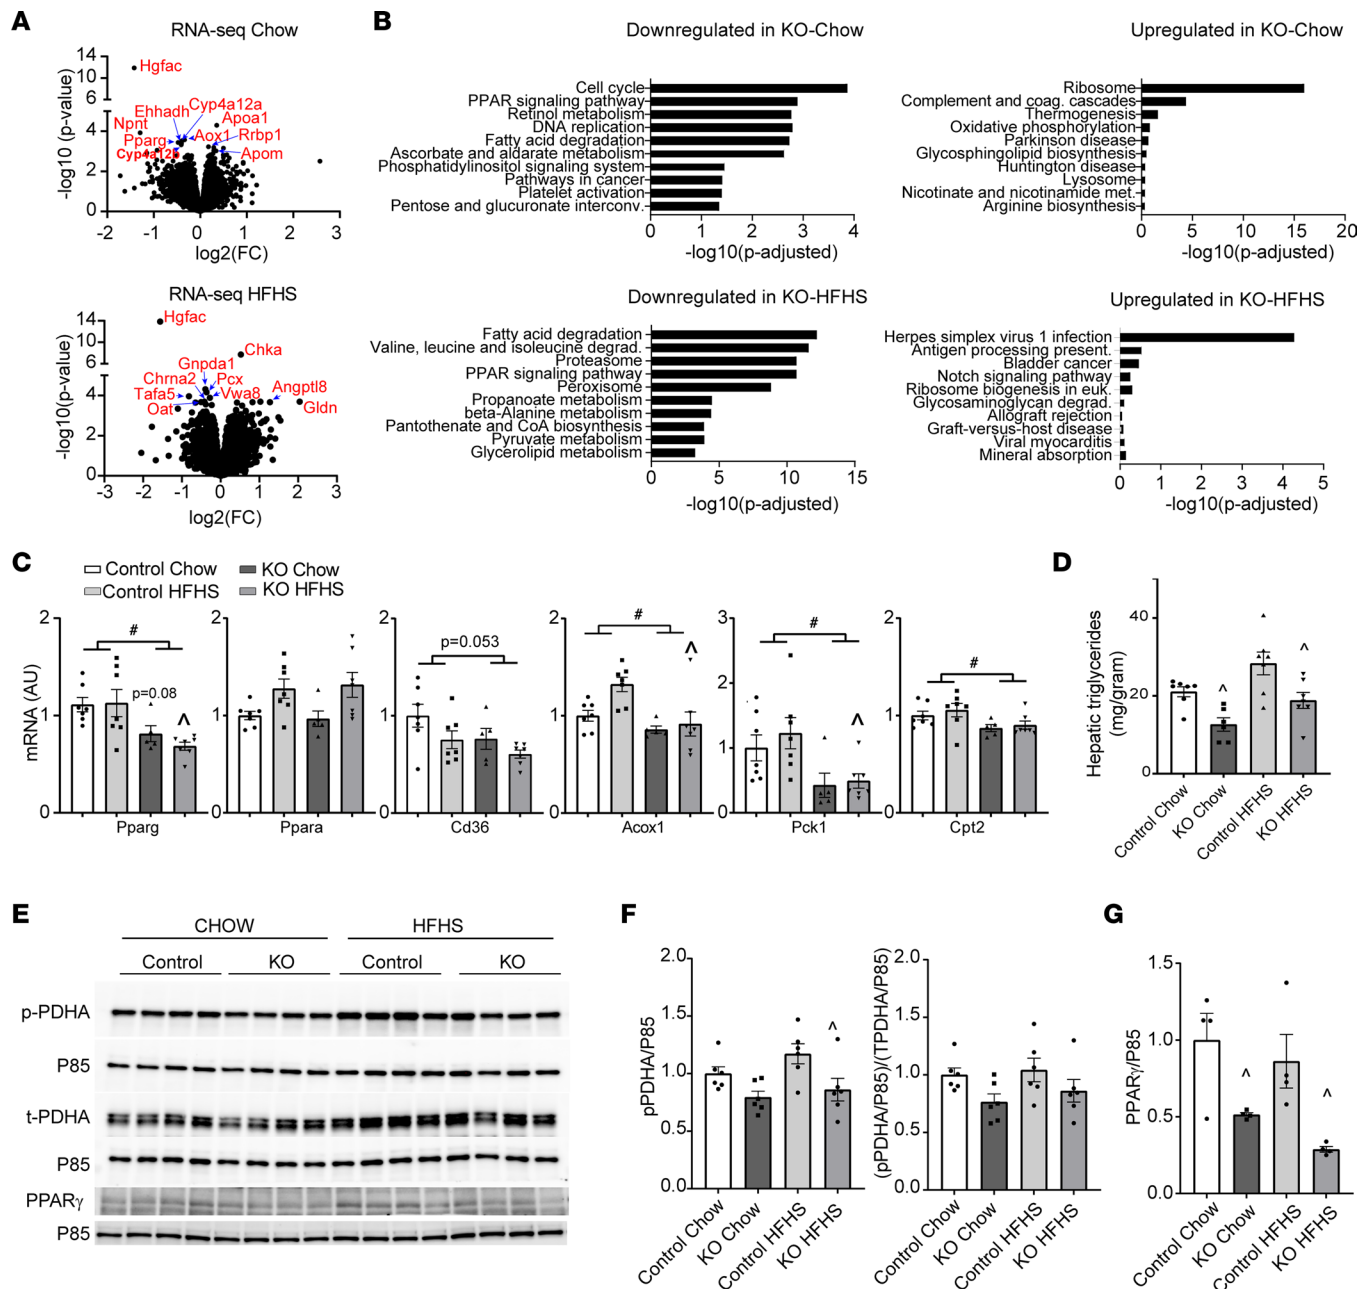 A
RNA-seq Chow
14
10
6
6
4
2
0
-log10 (p-value)
Hgfac
Cyp4a12a
Ehhadh
Apoa1
Npnt
Pparg
Aox1
Rrbp1
Cyp4a12b
Apom
-2 -1 0 1 2 3
log2(FC)
RNA-seq HFHS
14
10
6
6
4
2
0
-log10(p-value)
Hgfac
Chka
Gnpda1
Chrna2
Pcx
Angptl8
Tafa5
Vwa8
Oat
Gldn
-3 -2 -1 0 1 2 3
log2(FC)
B
Downregulated in KO-Chow
Cell cycle
PPAR signaling pathway
Retinol metabolism
DNA replication
Fatty acid degradation
Ascorbate and aldarate metabolism
Phosphatidylinositol signaling system
Pathways in cancer
Platelet activation
Pentose and glucuronate interconv.
0 1 2 3 4
-log10(p-adjusted)
Upregulated in KO-Chow
Ribosome
Complement and coag. cascades
Thermogenesis
Oxidative phosphorylation
Parkinson disease
Glycosphingolipid biosynthesis
Huntington disease
Lysosome
Nicotinate and nicotinamide met.
Arginine biosynthesis
0 5 10 15 20
-log10(p-adjusted)
Downregulated in KO-HFHS
Fatty acid degradation
Valine, leucine and isoleucine degrad.
Proteasome
PPAR signaling pathway
Peroxisome
Propanoate metabolism
beta-Alanine metabolism
Pantothenate and CoA biosynthesis
Pyruvate metabolism
Glycerolipid metabolism
0 5 10 15
-log10(p-adjusted)
Upregulated in KO-HFHS
Herpes simplex virus 1 infection
Antigen processing present.
Bladder cancer
Notch signaling pathway
Ribosome biogenesis in euk.
Glycosaminoglycan degrad.
Allograft rejection
Graft-versus-host disease
Viral myocarditis
Mineral absorption
0 1 2 3 4 5
-log10(p-adjusted)
C
Control Chow
KO Chow
Control HFHS
KO HFHS
mRNA (AU)
2
1
0
#
p=0.08
^
Pparg
2
1
0
Ppara
2
1
0
p=0.053
Cd36
2
1
0
#
^
Acox1
3
2
1
0
#
^
Pck1
2
1
0
#
Cpt2
D
Hepatic triglycerides
(mg/gram)
40
20
0
^
^
Control Chow
KO Chow
Control HFHS
KO HFHS
E
CHOW HFHS
Control KO Control KO
p-PDHA
P85
t-PDHA
P85
PPARγ
P85
F
pPDHA/P85
2.0
1.5
1.0
0.5
0.0
^
Control Chow
KO Chow
Control HFHS
KO HFHS
(pPDHA/P85)/(TPDHA/P85)
2.0
1.5
1.0
0.5
0.0
Control Chow
KO Chow
Control HFHS
KO HFHS
G
PPARγ/P85
1.5
1.0
0.5
0.0
^
^
Control Chow
KO Chow
Control HFHS
KO HFHS